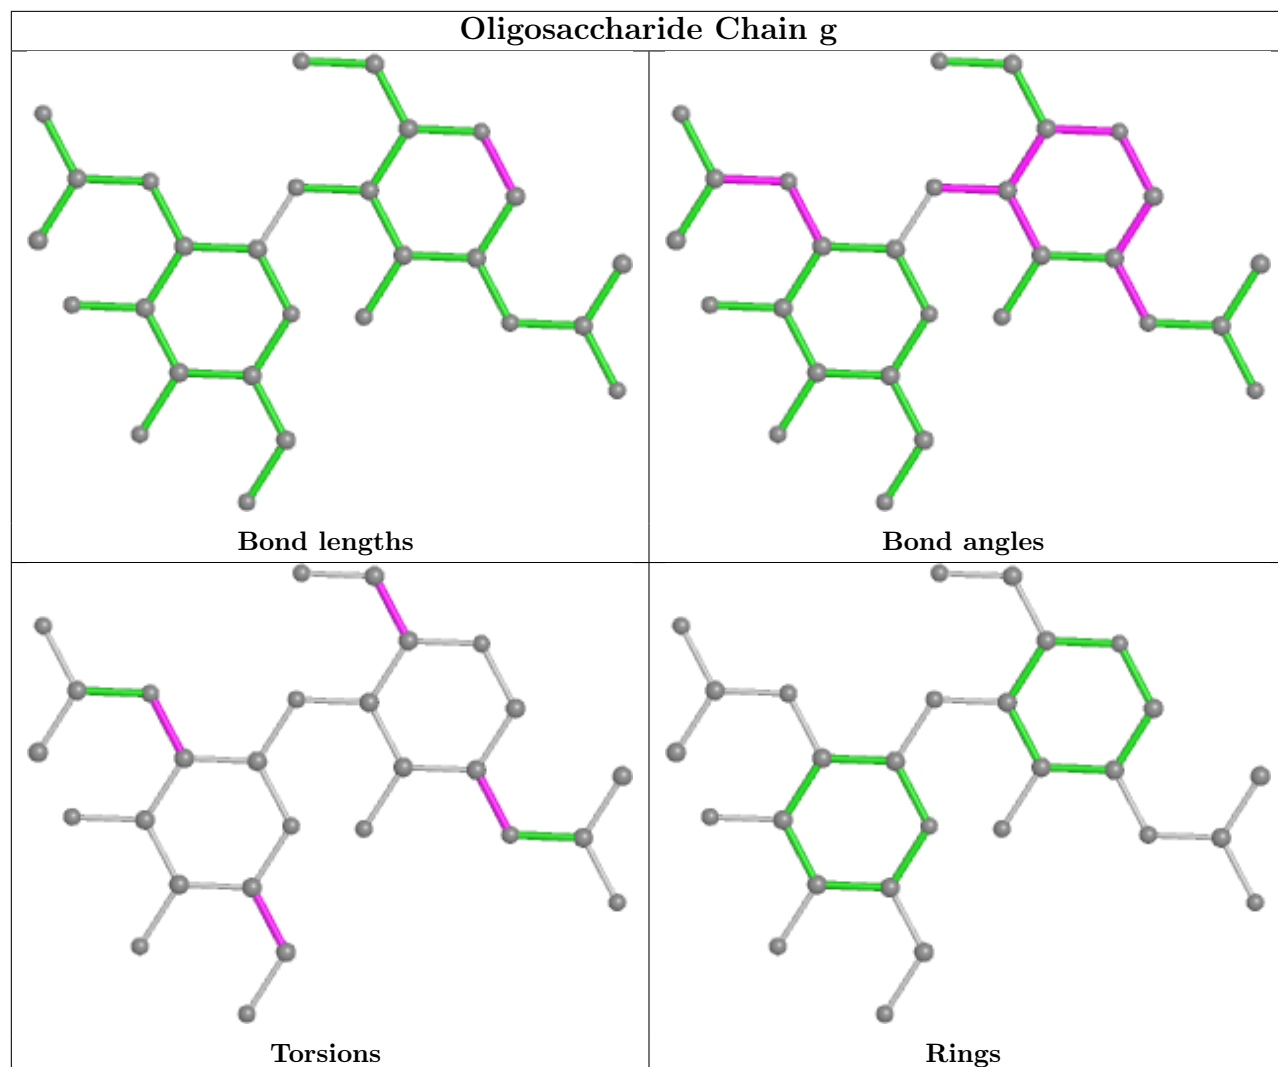 Oligosaccharide Chain g
Bond lengths
Bond angles
Torsions
Rings